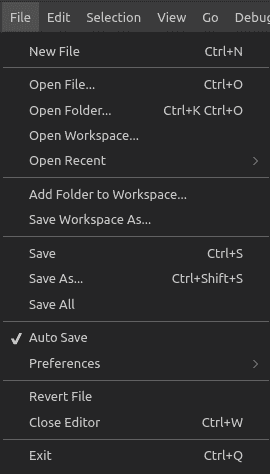 File Edit Selection View Go Debug
New File Ctrl+N
Open File... Ctrl+O
Open Folder... Ctrl+K Ctrl+O
Open Workspace...
Open Recent
Add Folder to Workspace...
Save Workspace As...
Save Ctrl+S
Save As... Ctrl+Shift+S
Save All
Auto Save
Preferences
Revert File
Close Editor Ctrl+W
Exit Ctrl+Q